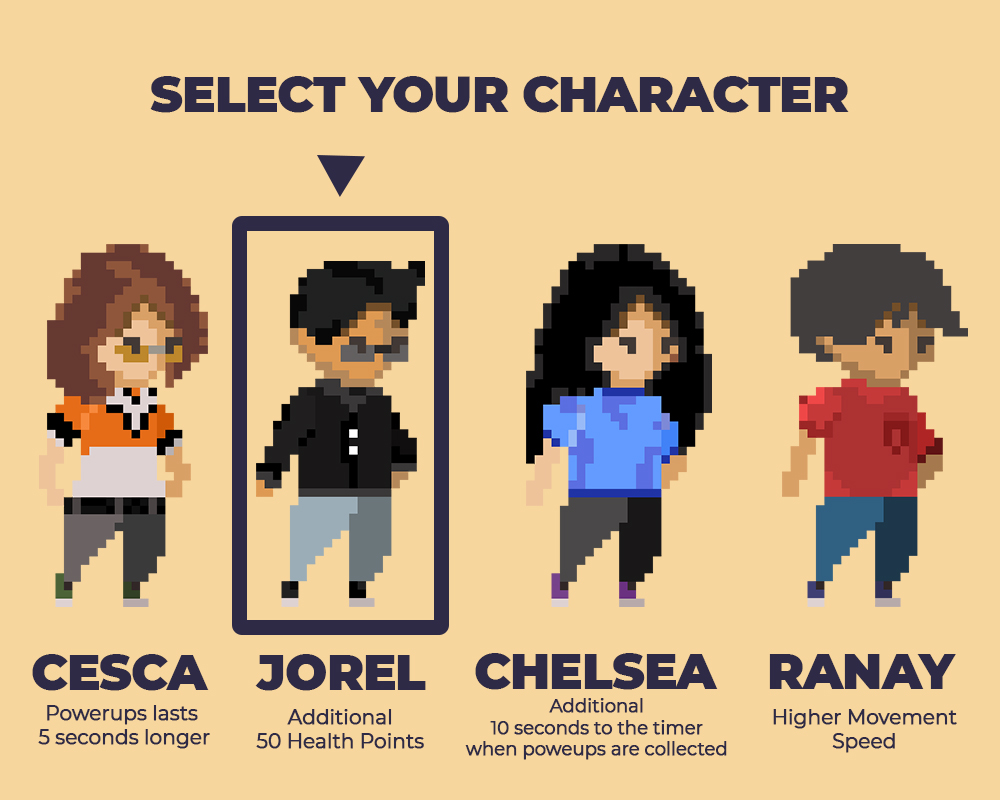 SELECT YOUR CHARACTER
CESCA
Powerups lasts
5 seconds longer
JOREL
Additional
50 Health Points
CHELSEA
Additional
10 seconds to the timer
when poweups are collected
RANAY
Higher Movement
Speed